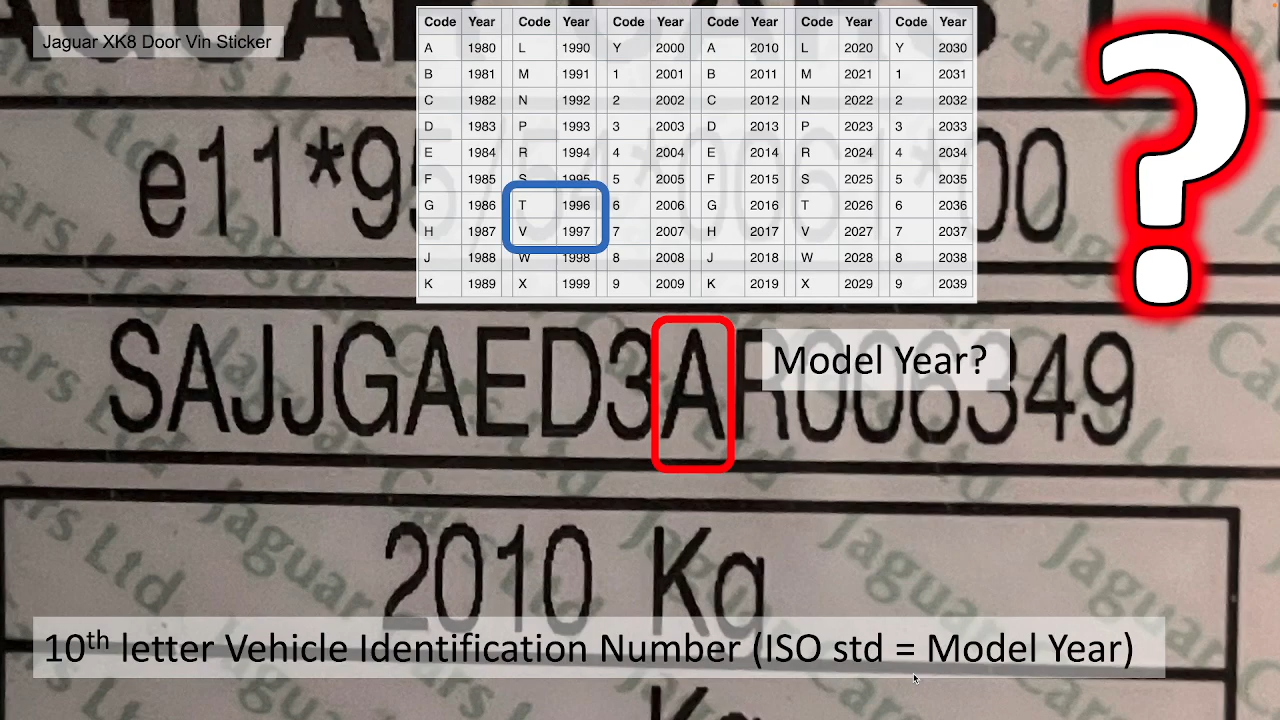 Jaguar XK8 Door Vin Sticker
Code Year Code Year Code Year Code Year Code Year Code Year
A 1980 L 1990 Y 2000 A 2010 L 2020 Y 2030
B 1981 M 1991 1 2001 B 2011 M 2021 1 2031
C 1982 N 1992 2 2002 C 2012 N 2022 2 2032
D 1983 P 1993 3 2003 D 2013 P 2023 3 2033
E 1984 R 1994 4 2004 E 2014 R 2024 4 2034
F 1985 S 1995 5 2005 F 2015 S 2025 5 2035
G 1986 T 1996 6 2006 G 2016 T 2026 6 2036
H 1987 V 1997 7 2007 H 2017 V 2027 7 2037
J 1988 W 1998 8 2008 J 2018 W 2028 8 2038
K 1989 X 1999 9 2009 K 2019 X 2029 9 2039
?
SAJJGAED3AR006349
Model Year?
2010 Kg
10th letter Vehicle Identification Number (ISO std = Model Year)
Kg